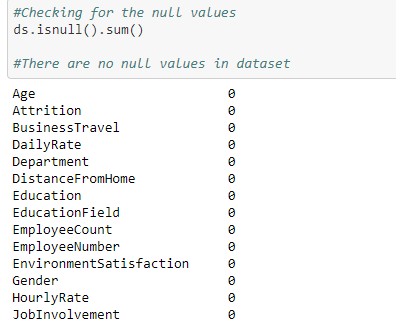 #Checking for the null values
ds.isnull().sum()
#There are no null values in dataset
Age 0
Attrition 0
BusinessTravel 0
DailyRate 0
Department 0
DistanceFromHome 0
Education 0
EducationField 0
EmployeeCount 0
EmployeeNumber 0
EnvironmentSatisfaction 0
Gender 0
HourlyRate 0
JobInvolvement 0